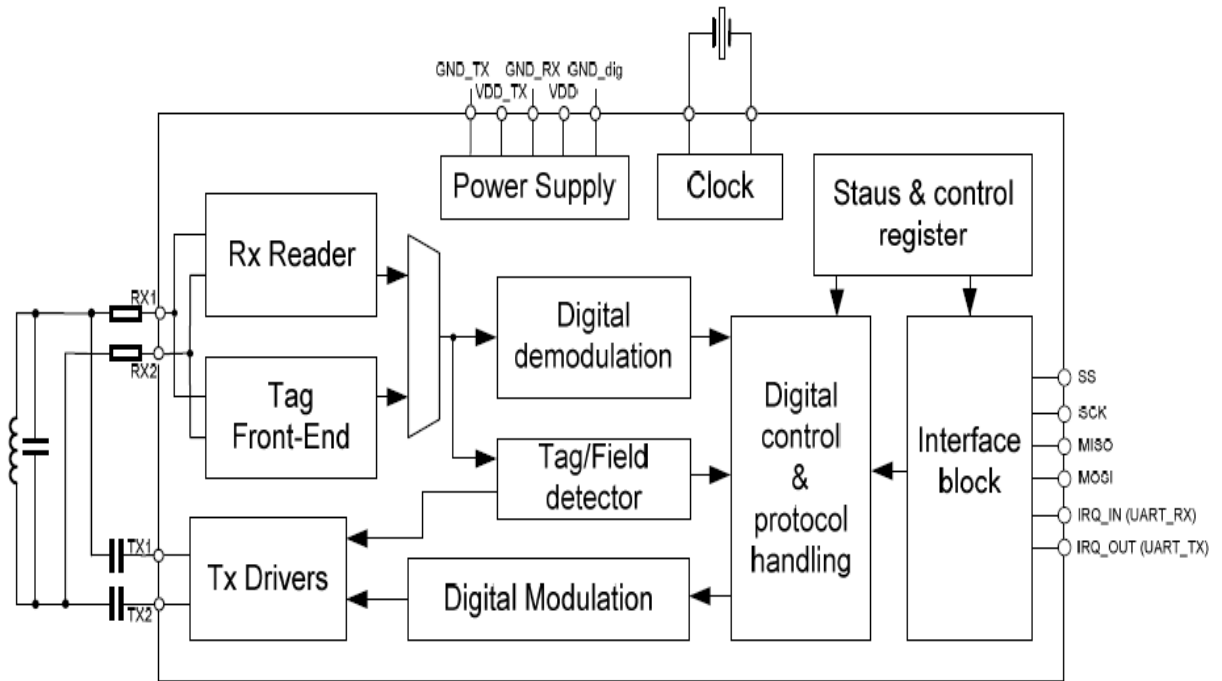 GND_TX GND_RX GND_dig
VDD_TX VDD
Power Supply
Clock
Staus & control
register
Rx Reader
RX1
RX2
Digital
demodulation
Tag
Front-End
Digital
control
&
protocol
handling
Interface
block
SS
SCK
MISO
MOSI
IRQ_IN (UART_RX)
IRQ_OUT (UART_TX)
Tag/Field
detector
TX1
TX2
Tx Drivers
Digital Modulation